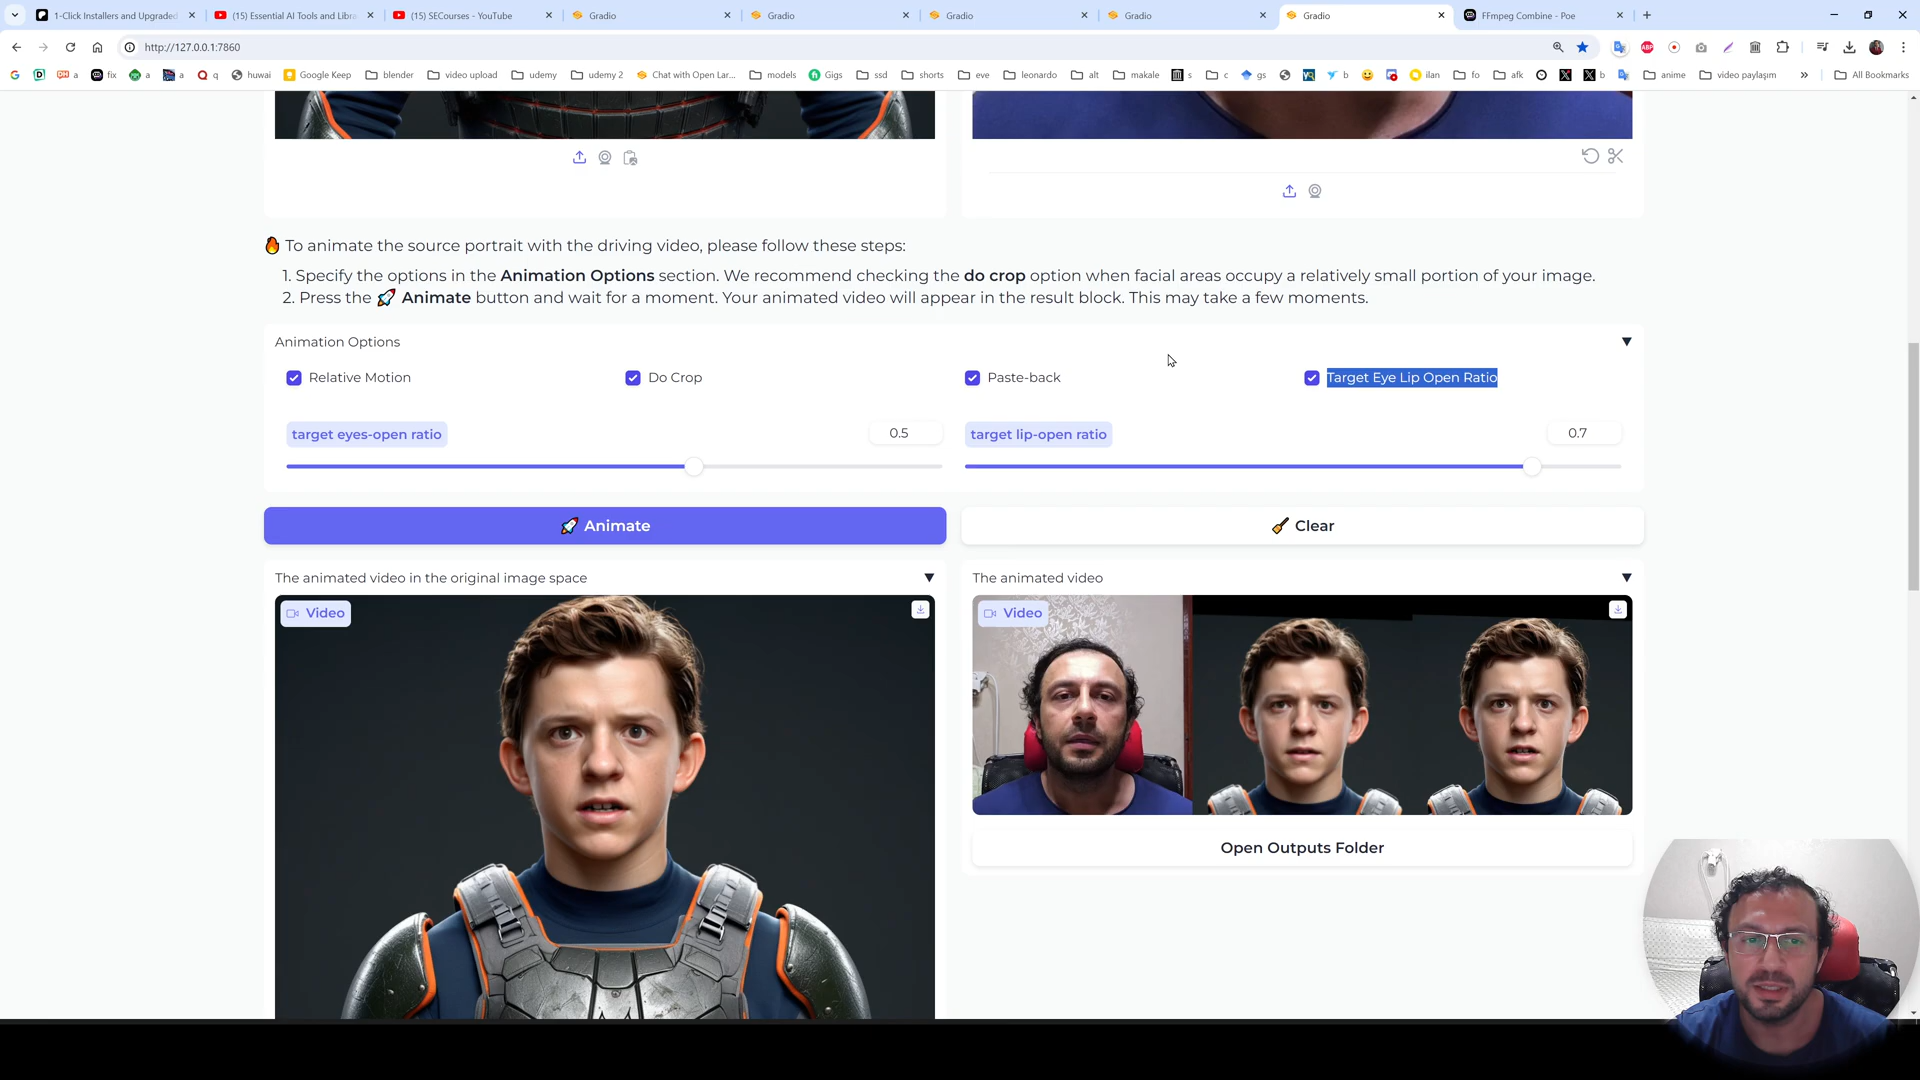 1-Click Installers and Upgraded
(15) Essential AI Tools and Libra
(15) SECourses - YouTube
Gradio
Gradio
Gradio
Gradio
Gradio
FFmpeg Combine - Poe
http://127.0.0.1:7860
a
fix
a
a
q
huwai
Google Keep
blender
video upload
udemy
udemy 2
Chat with Open Lar...
models
Gigs
ssd
shorts
eve
leonardo
alt
makale
s
c
gs
b
ilan
fo
afk
b
anime
video paylaşım
All Bookmarks
🔥 To animate the source portrait with the driving video, please follow these steps:
1. Specify the options in the Animation Options section. We recommend checking the do crop option when facial areas occupy a relatively small portion of your image.
2. Press the 🚀 Animate button and wait for a moment. Your animated video will appear in the result block. This may take a few moments.
Animation Options
Relative Motion
Do Crop
Paste-back
Target Eye Lip Open Ratio
target eyes-open ratio
0.5
target lip-open ratio
0.7
🚀 Animate
Clear
The animated video in the original image space
The animated video
Video
Video
Open Outputs Folder